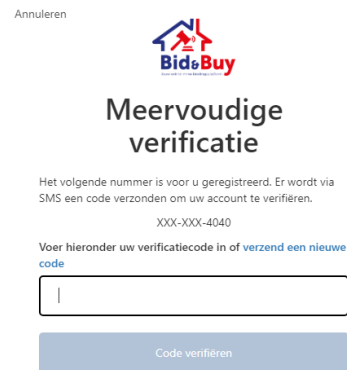 Annuleren
Bid&Buy
Meervoudige
verificatie
Het volgende nummer is voor u geregistreerd. Er wordt via
SMS een code verzonden om uw account te verifiëren.
XXX-XXX-4040
Voer hieronder uw verificatiecode in of verzend een nieuwe
code
Code verifiëren